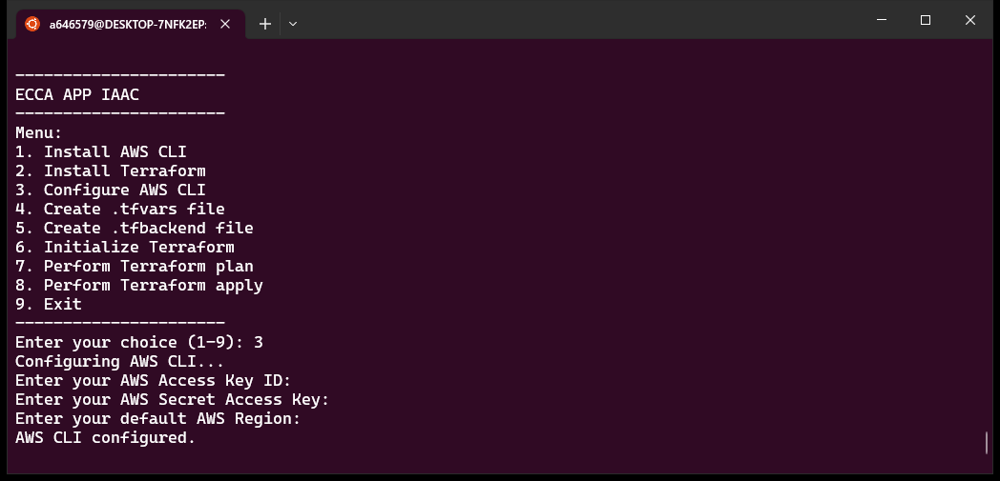 a646579@DESKTOP-7NFK2EP:
----------------------
ECCA APP IAAC
----------------------
Menu:
1. Install AWS CLI
2. Install Terraform
3. Configure AWS CLI
4. Create .tfvars file
5. Create .tfbackend file
6. Initialize Terraform
7. Perform Terraform plan
8. Perform Terraform apply
9. Exit
----------------------
Enter your choice (1-9): 3
Configuring AWS CLI...
Enter your AWS Access Key ID:
Enter your AWS Secret Access Key:
Enter your default AWS Region:
AWS CLI configured.